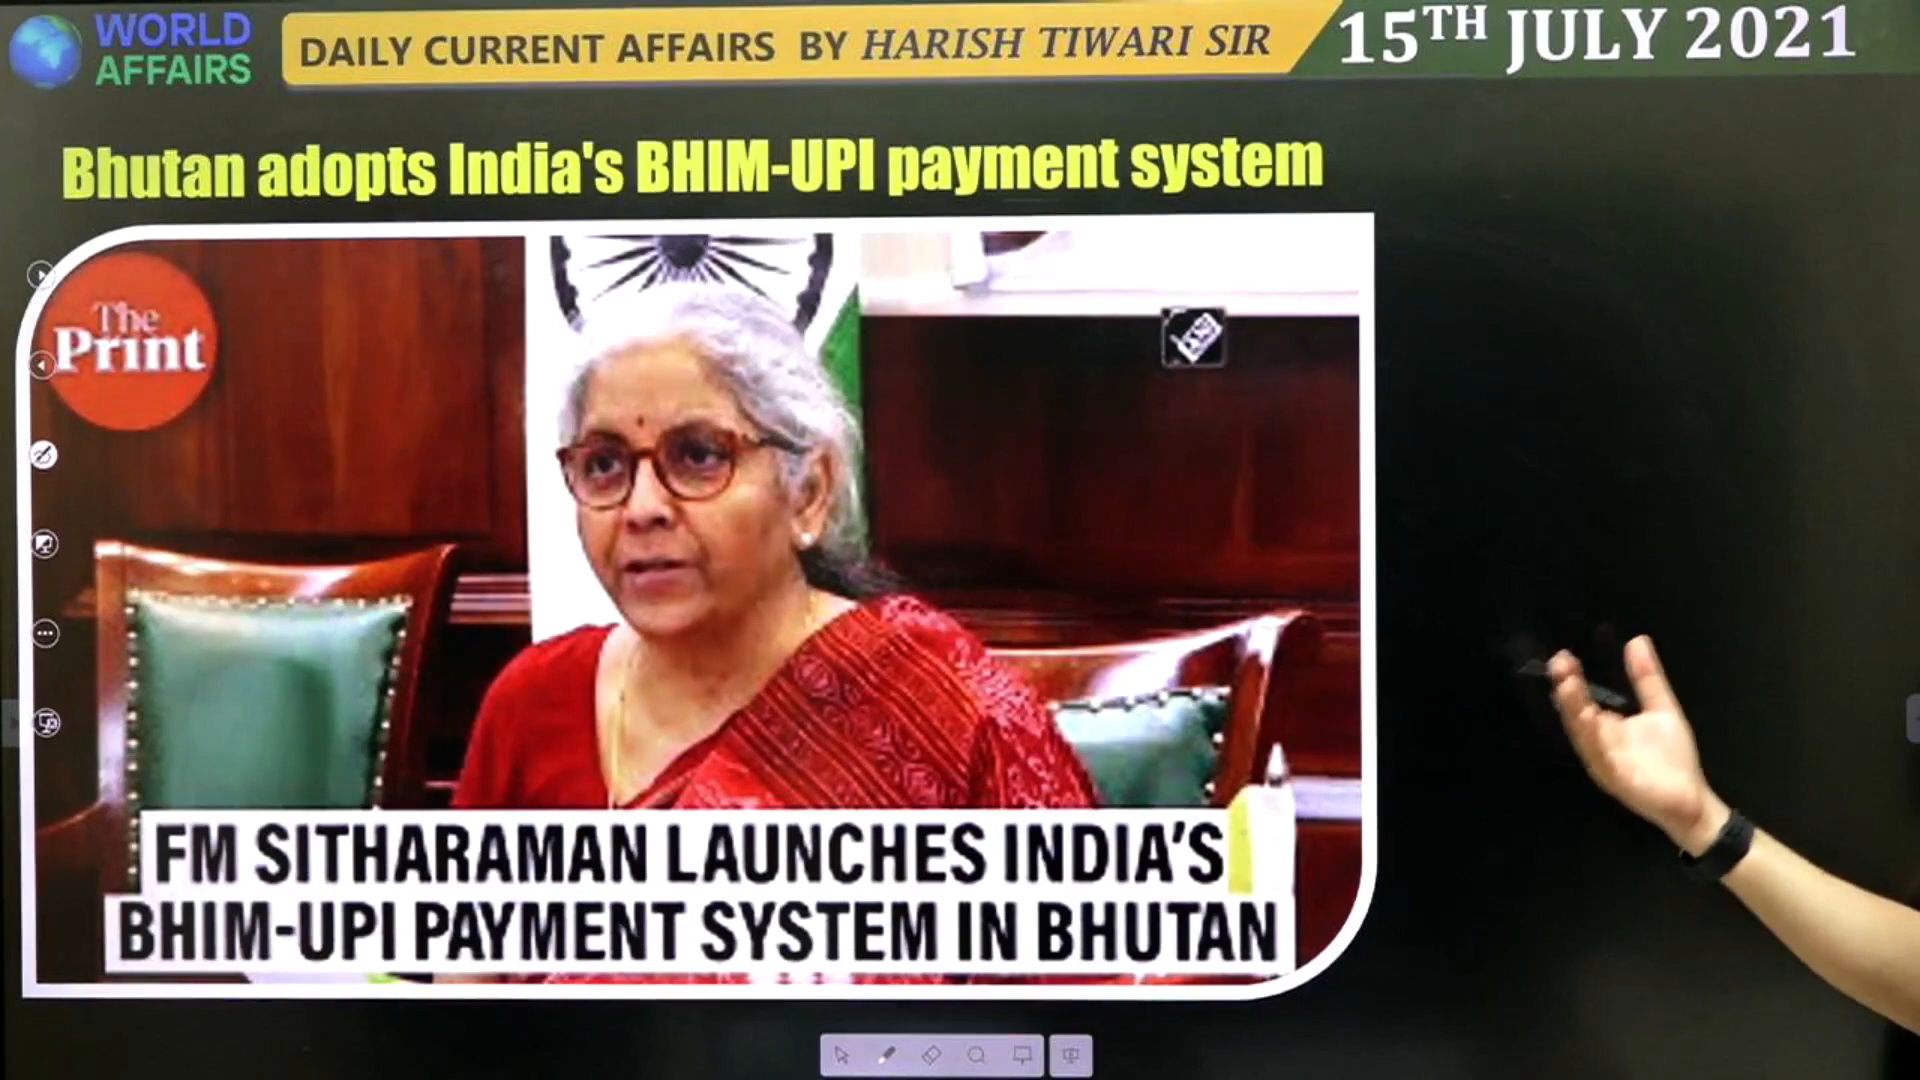 WORLD
AFFAIRS
DAILY CURRENT AFFAIRS BY HARISH TIWARI SIR
15TH JULY 2021
Bhutan adopts India's BHIM-UPI payment system
The
Print
FM SITHARAMAN LAUNCHES INDIA'S
BHIM-UPI PAYMENT SYSTEM IN BHUTAN